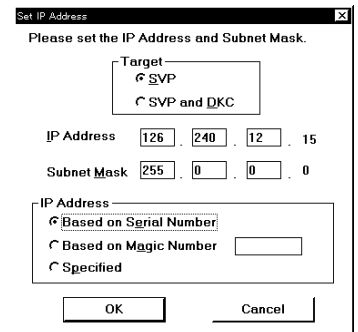 Set IP Address
Please set the IP Address and Subnet Mask.
Target
SVP
SVP and DKC
IP Address 126 . 240 . 12 . 15
Subnet Mask 255 . 0 . 0 . 0
IP Address
Based on Serial Number
Based on Magic Number
Specified
OK Cancel